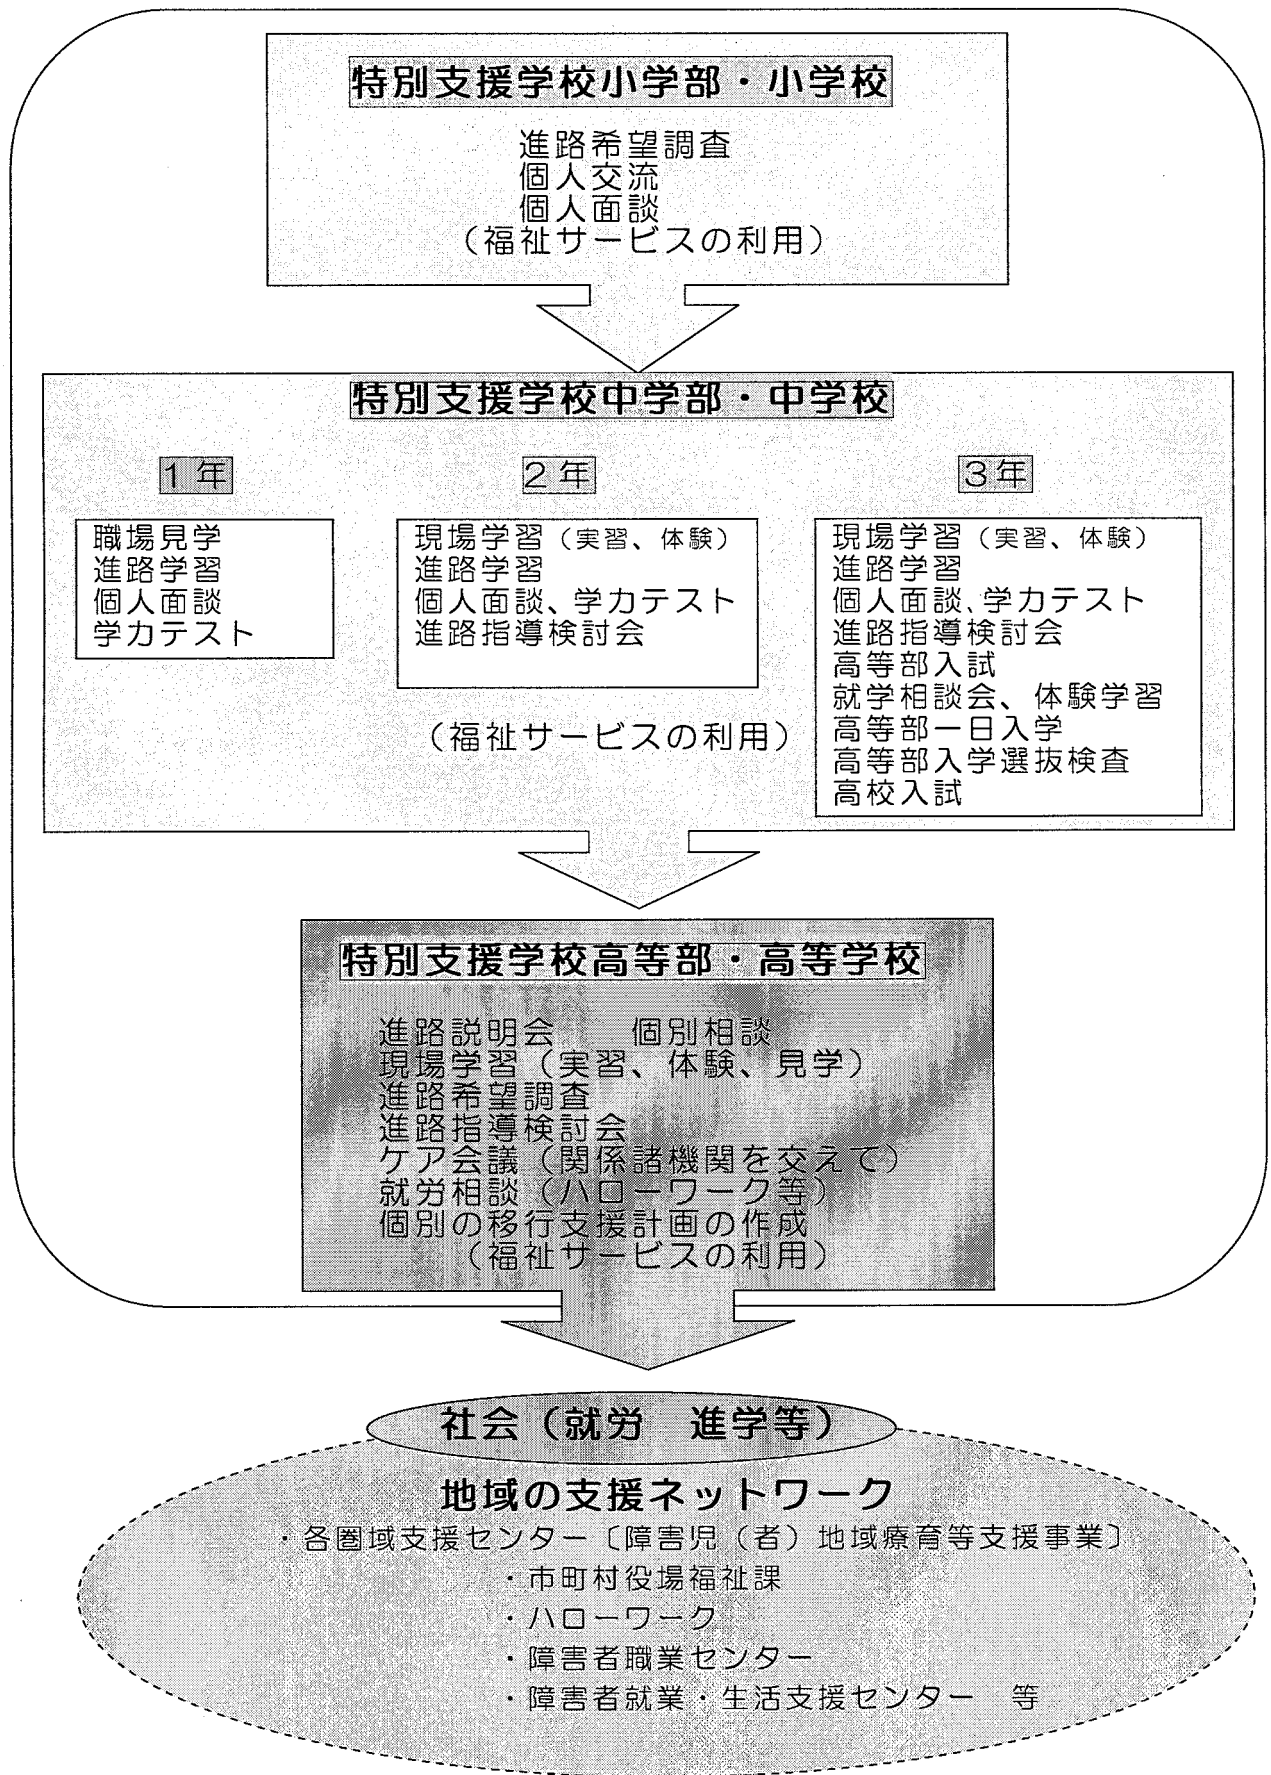 特別支援学校小学部・小学校
進路希望調査
個人交流
個人面談
（福祉サービスの利用）
特別支援学校中学部・中学校
1年
職場見学
進路学習
個人面談
学力テスト
2年
現場学習（実習、体験）
進路学習
個人面談、学力テスト
進路指導検討会
3年
現場学習（実習、体験）
進路学習
個人面談、学力テスト
進路指導検討会
高等部入試
就学相談会、体験学習
高等部一日入学
高等部入学選抜検査
高校入試
（福祉サービスの利用）
特別支援学校高等部・高等学校
進路説明会　　個別相談
現場学習（実習、体験、見学）
進路希望調査
進路指導検討会
ケア会議（関係諸機関を交えて）
就労相談（ハローワーク等）
個別の移行支援計画の作成
（福祉サービスの利用）
社会（就労　進学等）
地域の支援ネットワーク
・各圏域支援センター〔障害児（者）地域療育等支援事業〕
・市町村役場福祉課
・ハローワーク
・障害者職業センター
・障害者就業・生活支援センター　等